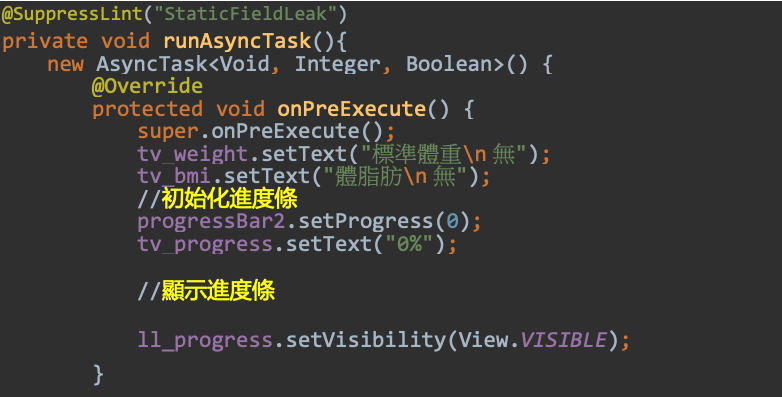 @SuppressLint("StaticFieldLeak")
private void runAsyncTask(){
new AsyncTask<Void, Integer, Boolean>() {
@Override
protected void onPreExecute() {
super.onPreExecute();
tv_weight.setText("標準體重\n 無");
tv_bmi.setText("體脂肪\n 無");
//初始化進度條
progressBar2.setProgress(0);
tv_progress.setText("0%");
//顯示進度條
ll_progress.setVisibility(View.VISIBLE);
}